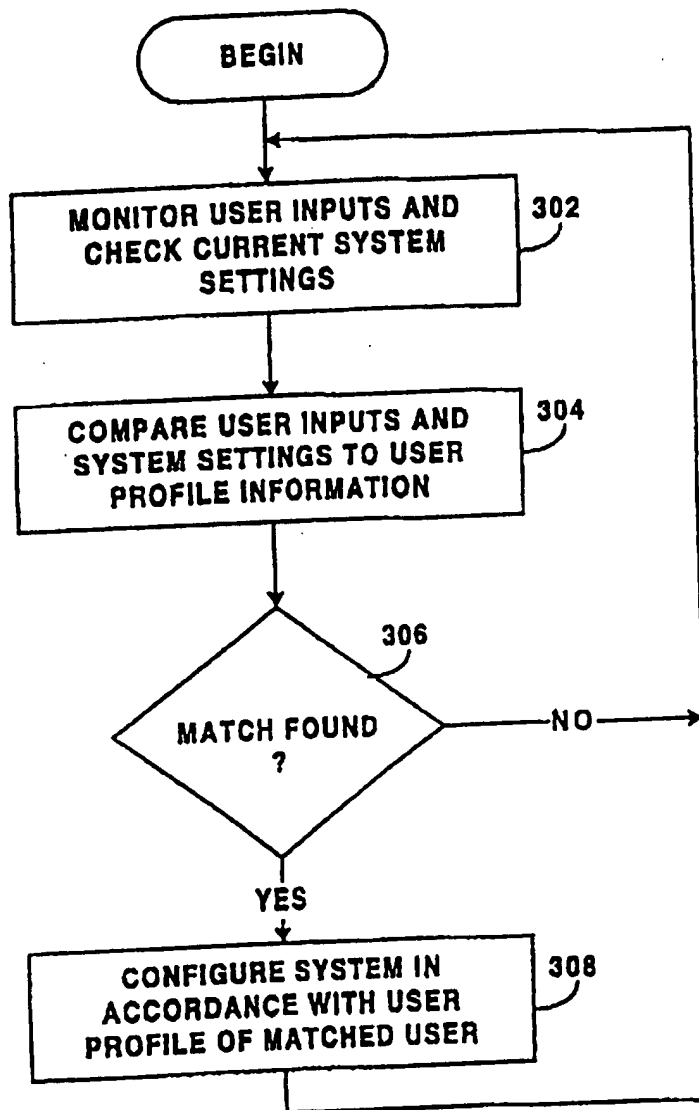 BEGIN
MONITOR USER INPUTS AND
CHECK CURRENT SYSTEM
SETTINGS
302
COMPARE USER INPUTS AND
SYSTEM SETTINGS TO USER
PROFILE INFORMATION
304
306
MATCH FOUND
?
NO
YES
CONFIGURE SYSTEM IN
ACCORDANCE WITH USER
PROFILE OF MATCHED USER
308